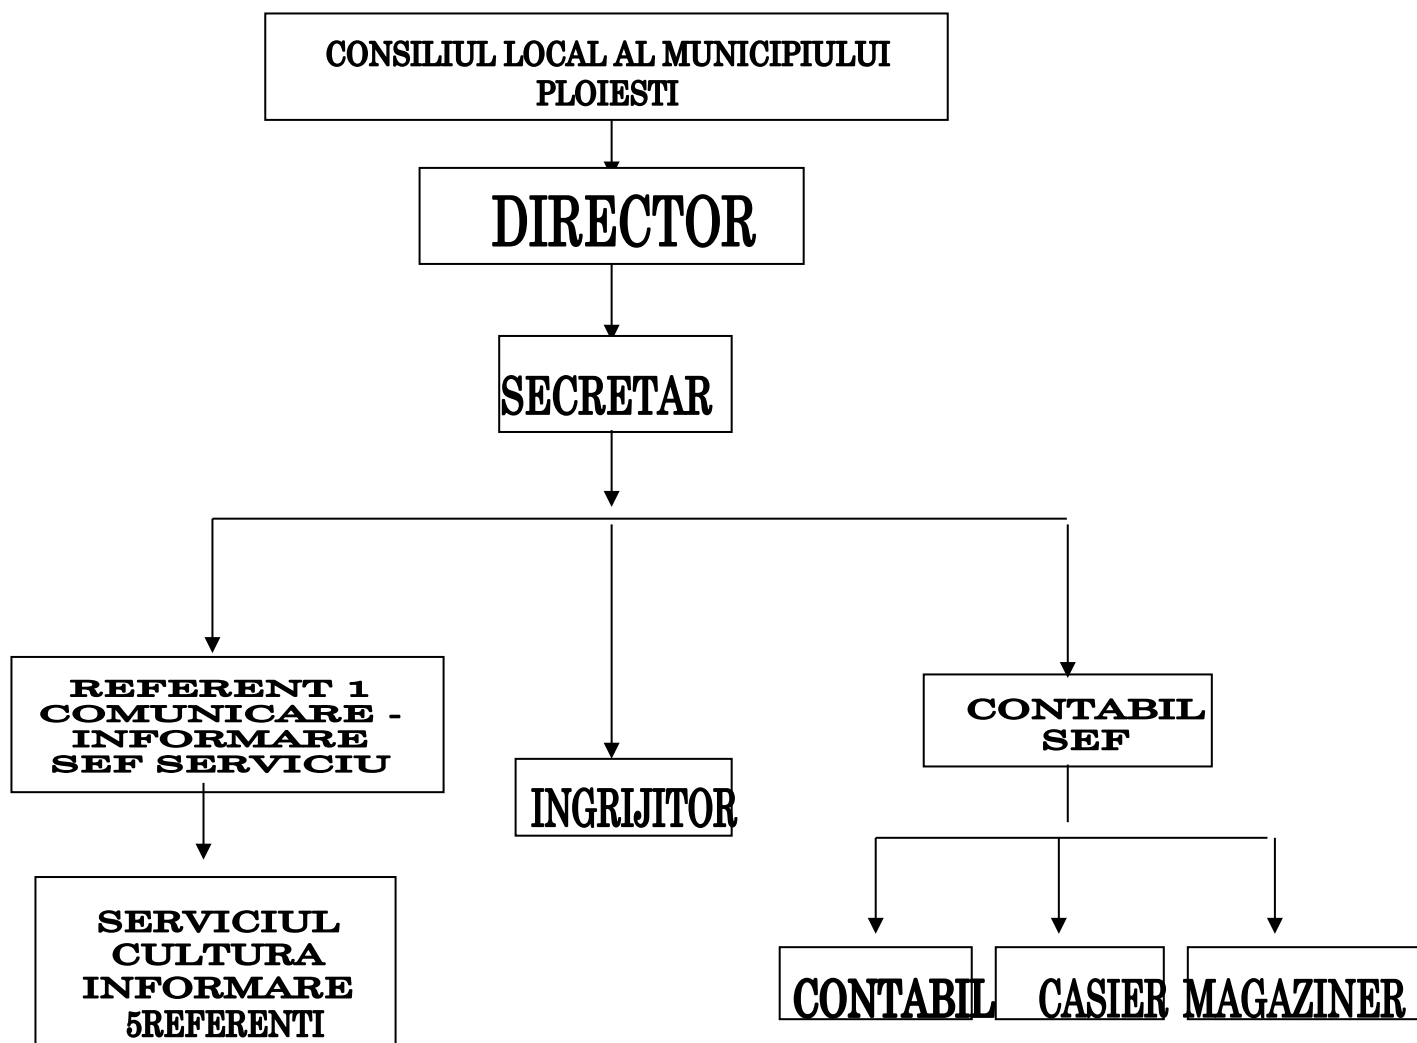 CONSILIUL LOCAL AL MUNICIPIULUI
PLOIESTI
DIRECTOR
SECRETAR
REFERENT 1
COMUNICARE -
INFORMARE
SEF SERVICIU
INGRIJITOR
CONTABIL
SEF
SERVICIUL
CULTURA
INFORMARE
5REFERENTI
CONTABIL
CASIER
MAGAZINER